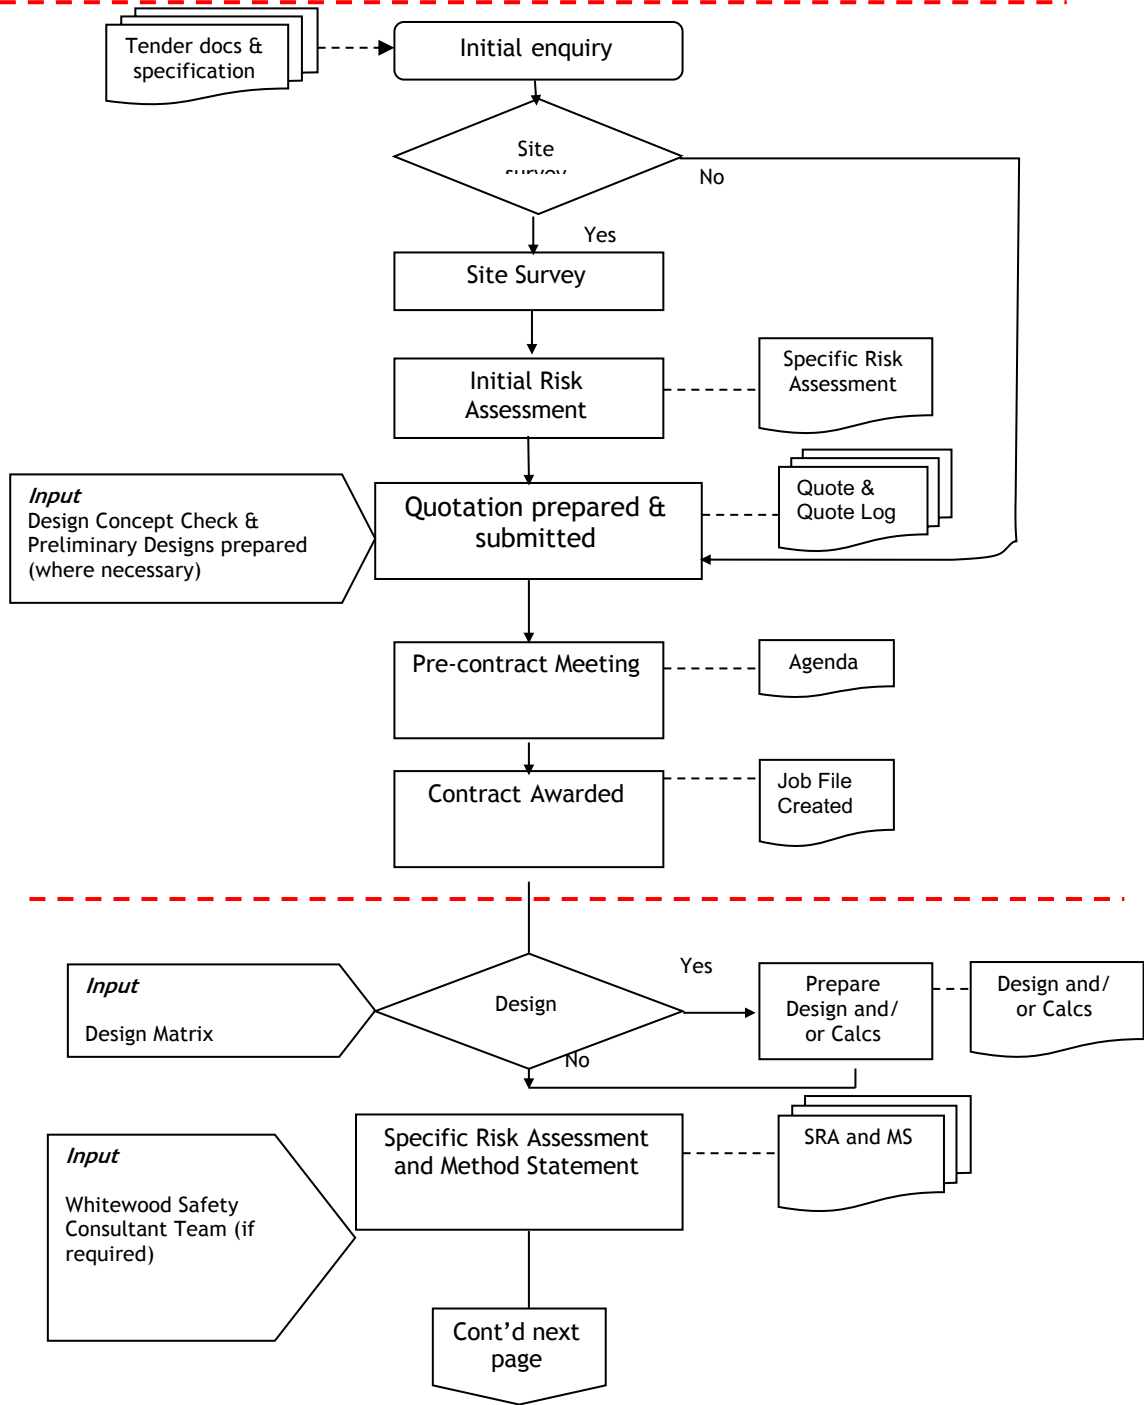 Tender docs &
specification
Initial enquiry
Site
survey
No
Yes
Site Survey
Initial Risk
Assessment
Specific Risk
Assessment
Input
Design Concept Check &
Preliminary Designs prepared
(where necessary)
Quotation prepared &
submitted
Quote &
Quote Log
Pre-contract Meeting
Agenda
Contract Awarded
Job File
Created
Input
Design Matrix
Design
Yes
No
Prepare
Design and/
or Calcs
Design and/
or Calcs
Input
Whitewood Safety
Consultant Team (if
required)
Specific Risk Assessment
and Method Statement
SRA and MS
Cont’d next
page